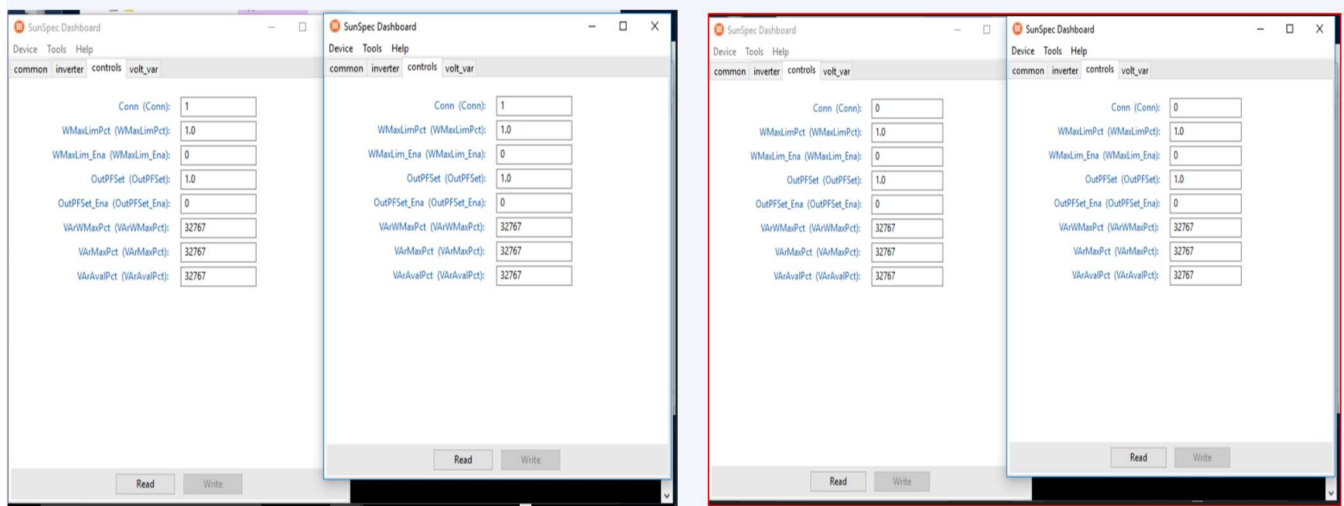 SunSpec Dashboard
Device Tools Help
common inverter controls volt_var
Conn (Conn): 1
WMaxLimPct (WMaxLimPct): 1.0
WMaxLim_Ena (WMaxLim_Ena): 0
OutPFSet (OutPFSet): 1.0
OutPFSet_Ena (OutPFSet_Ena): 0
VArWMaxPct (VArWMaxPct): 32767
VArMaxPct (VArMaxPct): 32767
VArAvalPct (VArAvalPct): 32767
Read Write
SunSpec Dashboard
Device Tools Help
common inverter controls volt_var
Conn (Conn): 1
WMaxLimPct (WMaxLimPct): 1.0
WMaxLim_Ena (WMaxLim_Ena): 0
OutPFSet (OutPFSet): 1.0
OutPFSet_Ena (OutPFSet_Ena): 0
VArWMaxPct (VArWMaxPct): 32767
VArMaxPct (VArMaxPct): 32767
VArAvalPct (VArAvalPct): 32767
Read Write
SunSpec Dashboard
Device Tools Help
common inverter controls volt_var
Conn (Conn): 0
WMaxLimPct (WMaxLimPct): 1.0
WMaxLim_Ena (WMaxLim_Ena): 0
OutPFSet (OutPFSet): 1.0
OutPFSet_Ena (OutPFSet_Ena): 0
VArWMaxPct (VArWMaxPct): 32767
VArMaxPct (VArMaxPct): 32767
VArAvalPct (VArAvalPct): 32767
Read Write
SunSpec Dashboard
Device Tools Help
common inverter controls volt_var
Conn (Conn): 0
WMaxLimPct (WMaxLimPct): 1.0
WMaxLim_Ena (WMaxLim_Ena): 0
OutPFSet (OutPFSet): 1.0
OutPFSet_Ena (OutPFSet_Ena): 0
VArWMaxPct (VArWMaxPct): 32767
VArMaxPct (VArMaxPct): 32767
VArAvalPct (VArAvalPct): 32767
Read Write